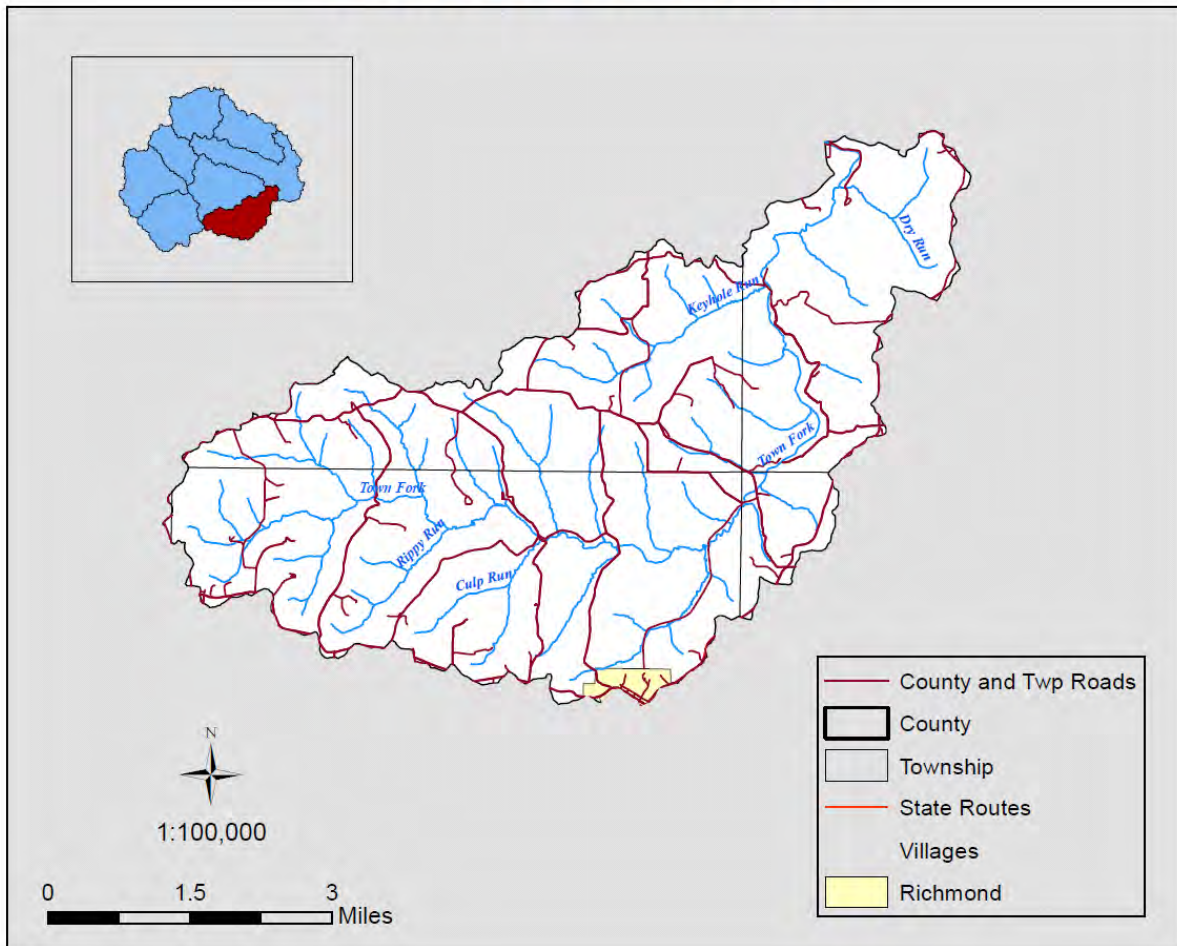 Dry Run
Keyhole Run
Town Fork
Town Fork
Rippy Run
Culp Run
N
1:100,000
0 1.5 3
Miles
County and Twp Roads
County
Township
State Routes
Villages
Richmond